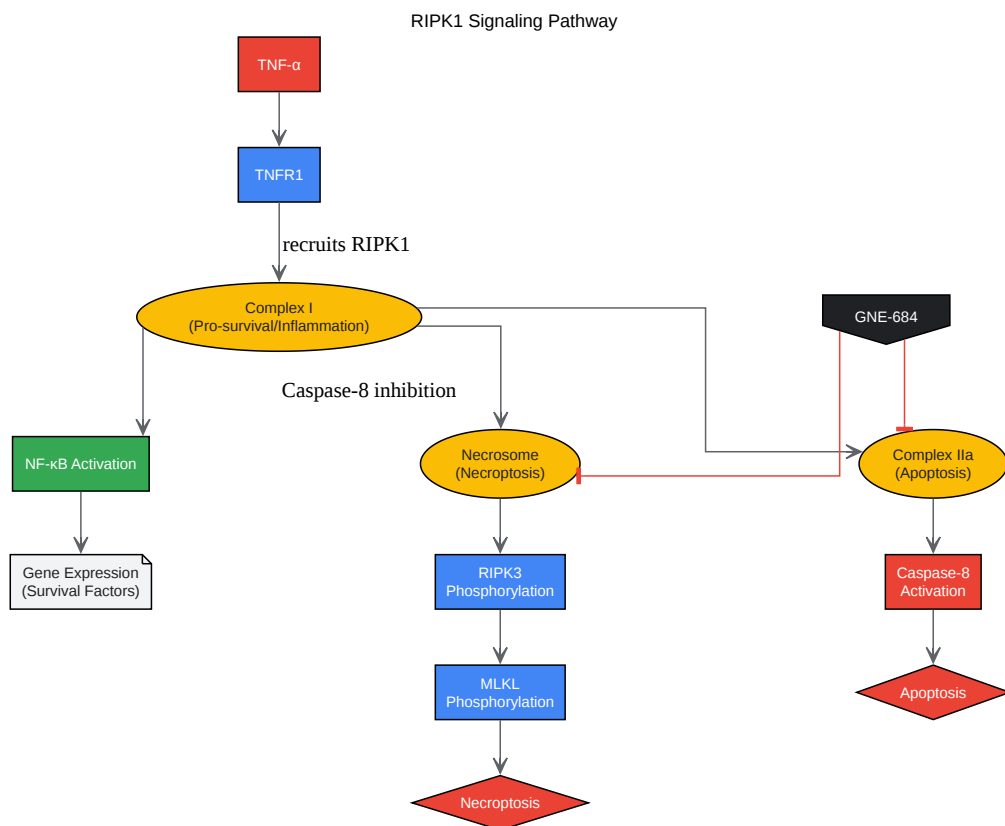 RIPK1 Signaling Pathway
TNF-α
TNFR1
recruits RIPK1
Complex I
(Pro-survival/Inflammation)
GNE-684
Caspase-8 inhibition
NF-κB Activation
Necrosome
(Necroptosis)
Complex IIa
(Apoptosis)
Gene Expression
(Survival Factors)
RIPK3
Phosphorylation
Caspase-8
Activation
MLKL
Phosphorylation
Apoptosis
Necroptosis